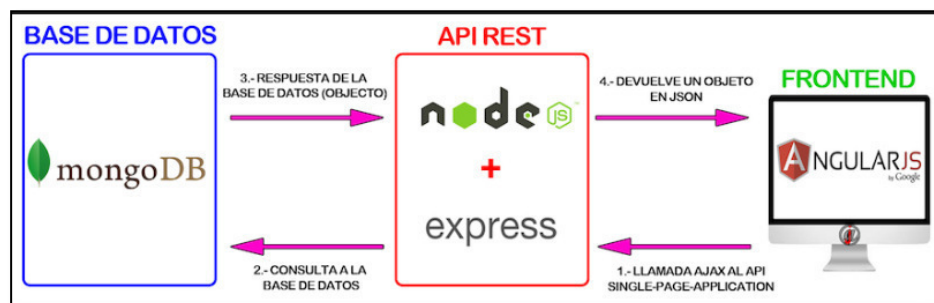 BASE DE DATOS
API REST
3.- RESPUESTA DE LA
BASE DE DATOS (OBJECTO)
4.- DEVUELVE UN OBJETO
EN JSON
FRONTEND
node
JS
mongoDB
+
express
ANGULARJS
by Google
2.- CONSULTA A LA
BASE DE DATOS
1.- LLAMADA AJAX AL API
SINGLE-PAGE-APPLICATION